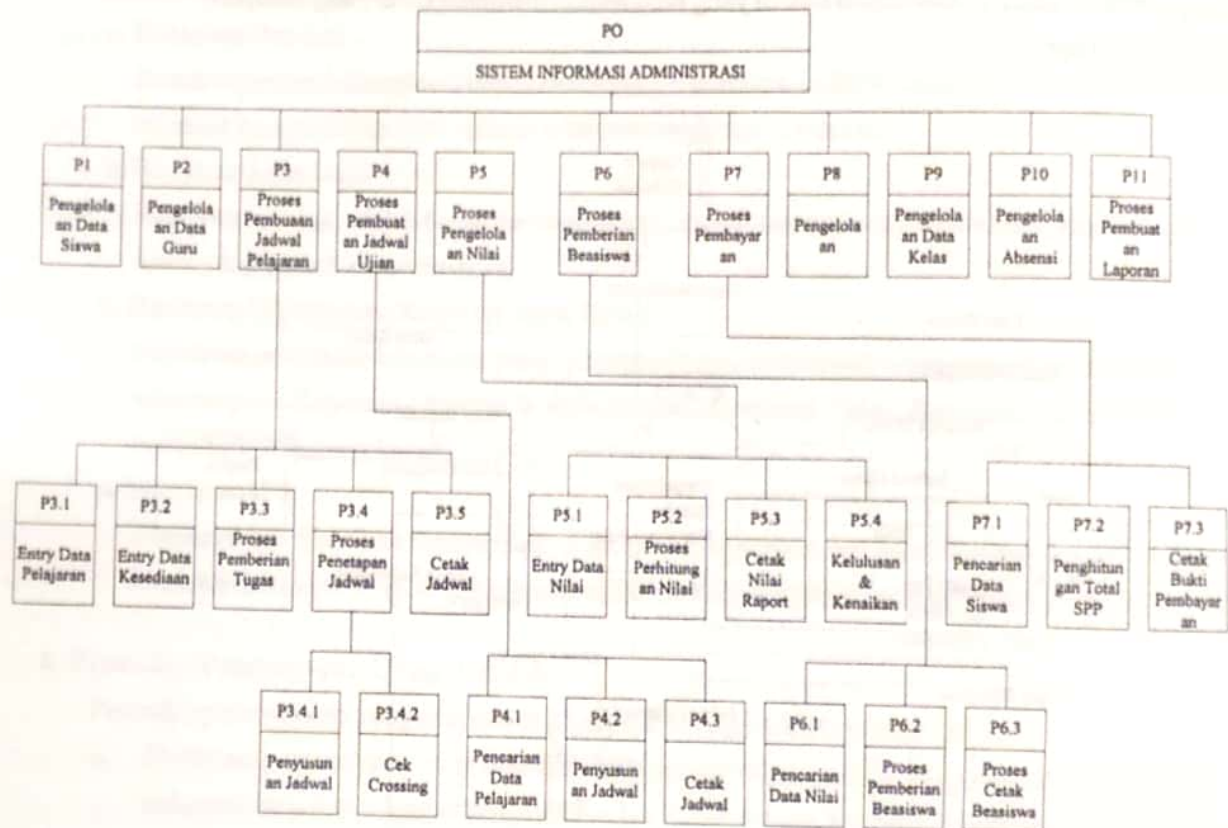 PO
SISTEM INFORMASI ADMINISTRASI
P1
Pengelola
an Data
Siswa
P2
Pengelola
an Data
Guru
P3
Proses
Pembuaan
Jadwal
Pelajaran
P4
Proses
Pembuat
an Jadwal
Ujian
P5
Proses
Pengelola
an Nilai
P6
Proses
Pemberian
Beasiswa
P7
Proses
Pembayar
an
P8
Pengelola
an
P9
Pengelola
an Data
Kelas
P10
Pengelola
an
Absensi
P11
Proses
Pembuat
an
Laporan
P3.1
Entry Data
Pelajaran
P3.2
Entry Data
Kesediaan
P3.3
Proses
Pemberian
Tugas
P3.4
Proses
Penetapan
Jadwal
P3.5
Cetak
Jadwal
P5.1
Entry Data
Nilai
P5.2
Proses
Perhitung
an Nilai
P5.3
Cetak
Nilai
Raport
P5.4
Kelulusan
&
Kenaikan
P7.1
Pencarian
Data
Siswa
P7.2
Penghitun
gan Total
SPP
P7.3
Cetak
Bukti
Pembayar
an
P3.4.1
Penyusun
an Jadwal
P3.4.2
Cek
Crossing
P4.1
Pencarian
Data
Pelajaran
P4.2
Penyusun
an Jadwal
P4.3
Cetak
Jadwal
P6.1
Pencarian
Data Nilai
P6.2
Proses
Pemberian
Beasiswa
P6.3
Proses
Cetak
Beasiswa